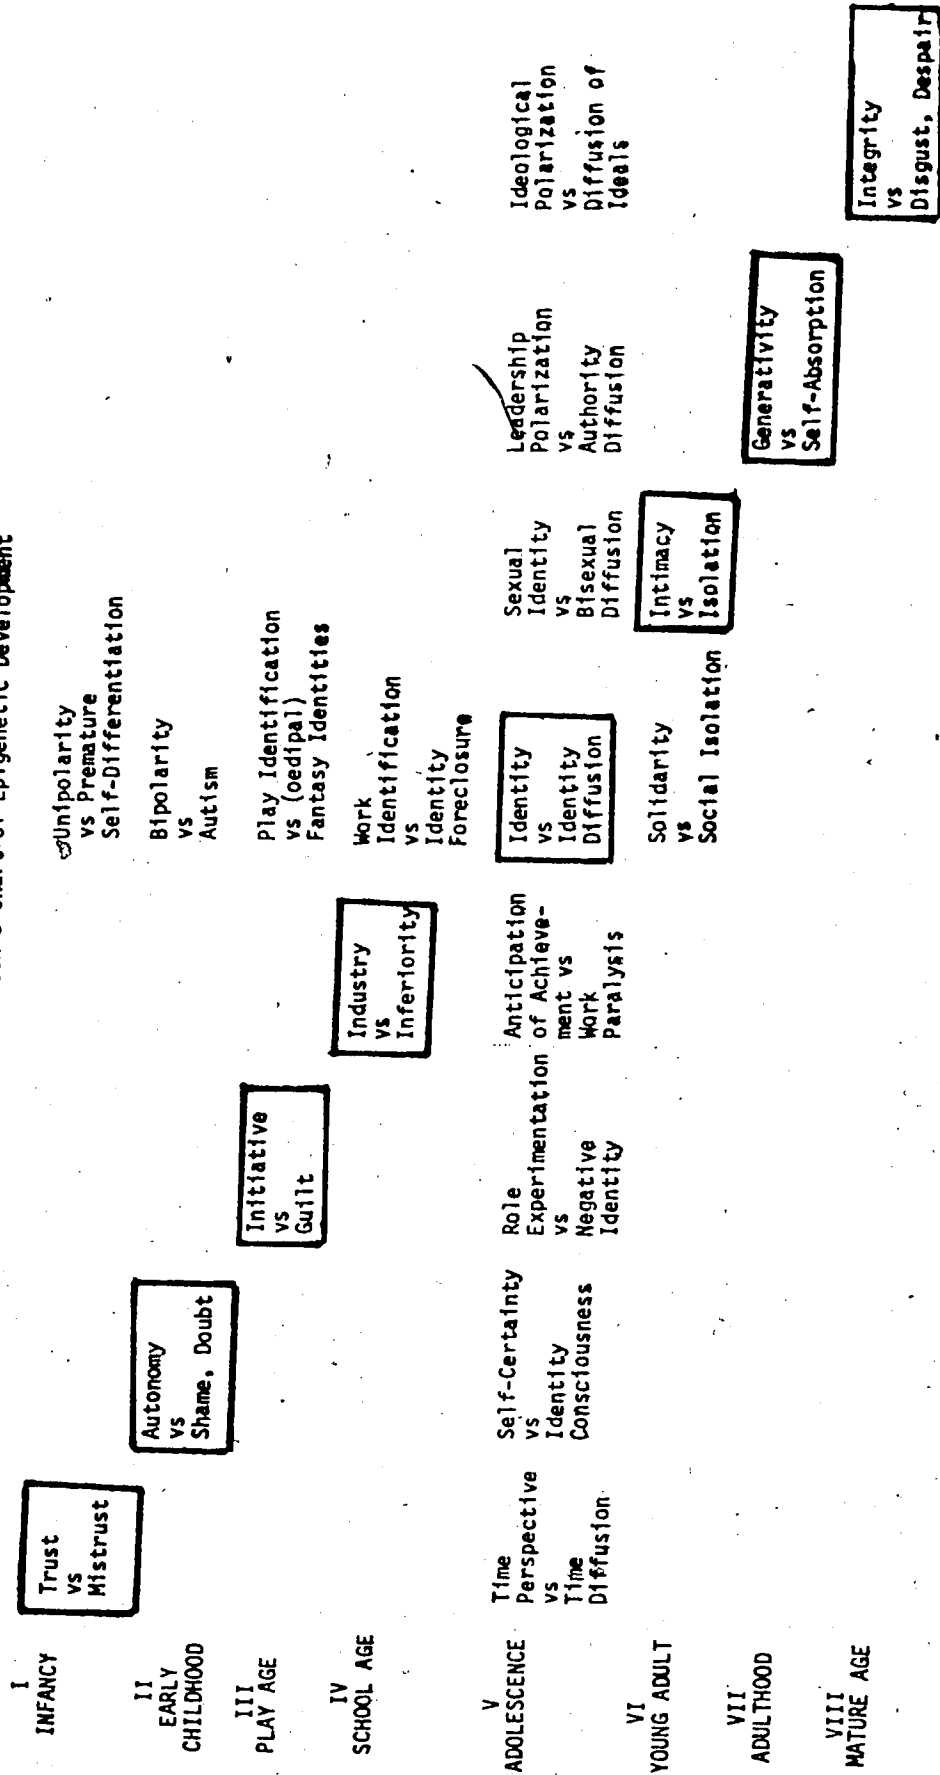 of Epigenetic Development
I
INFANCY
Trust
vs
Mistrust
Unipolarity
vs Premature
Self-Differentiation
II
EARLY
CHILDHOOD
Autonomy
vs
Shame, Doubt
Bipolarity
vs
Autism
III
PLAY AGE
Initiative
vs
Guilt
Play Identification
vs (oedipal)
Fantasy Identities
IV
SCHOOL AGE
Industry
vs
Inferiority
Work
Identification
vs
Identity
Foreclosure
V
ADOLESCENCE
Time
Perspective
vs
Time
Diffusion
Self-Certainty
vs
Identity
Consciousness
Role
Experimentation
vs
Negative
Identity
Anticipation
of Achieve-
ment vs
Work
Paralysis
Identity
vs
Identity
Diffusion
Sexual
Identity
vs
Bisexual
Diffusion
Leadership
Polarization
vs
Authority
Diffusion
Ideological
Polarization
vs
Diffusion of
Ideals
VI
YOUNG ADULT
Solidarity
vs
Social Isolation
Intimacy
vs
Isolation
VII
ADULTHOOD
Generativity
vs
Self-Absorption
VIII
MATURE AGE
Integrity
vs
Disgust, Despair